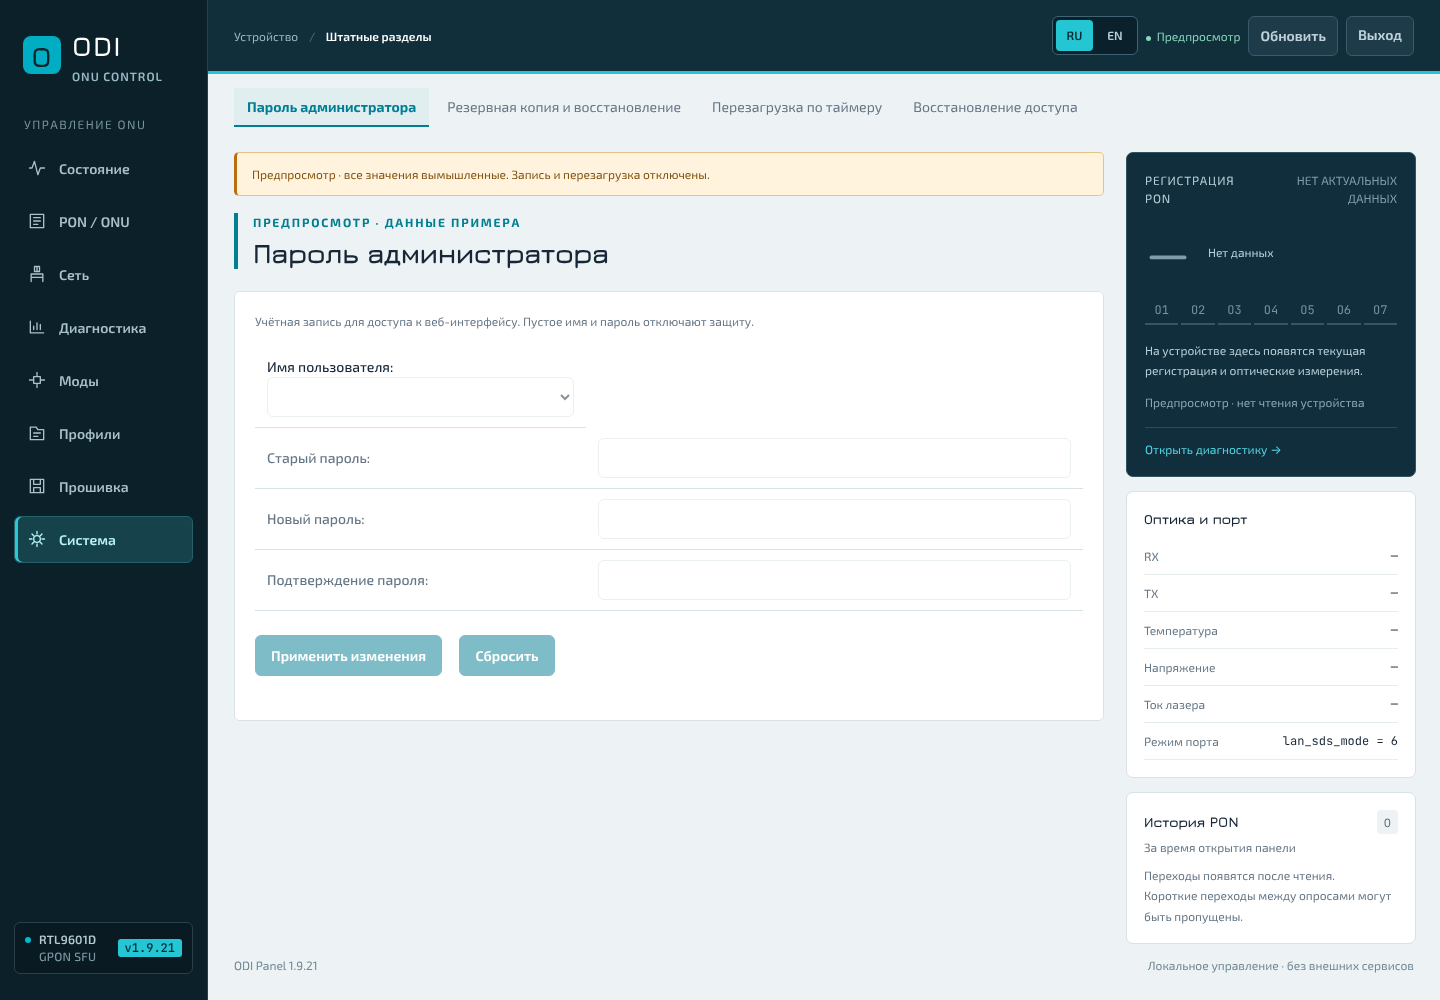 ODI
ONU CONTROL
УПРАВЛЕНИЕ ONU
Состояние
PON / ONU
Сеть
Диагностика
Моды
Профили
Прошивка
Система
RTL9601D
GPON SFU
v1.9.21
Устройство / Штатные разделы
RU EN
Предпросмотр
Обновить
Выход
Пароль администратора
Резервная копия и восстановление
Перезагрузка по таймеру
Восстановление доступа
Предпросмотр · все значения вымышленные. Запись и перезагрузка отключены.
ПРЕДПРОСМОТР · ДАННЫЕ ПРИМЕРА
Пароль администратора
Учётная запись для доступа к веб-интерфейсу. Пустое имя и пароль отключают защиту.
Имя пользователя:
Старый пароль:
Новый пароль:
Подтверждение пароля:
Применить изменения
Сбросить
РЕГИСТРАЦИЯ PON
НЕТ АКТУАЛЬНЫХ ДАННЫХ
— Нет данных
01 02 03 04 05 06 07
На устройстве здесь появятся текущая
регистрация и оптические измерения.
Предпросмотр · нет чтения устройства
Открыть диагностику →
Оптика и порт
RX —
TX —
Температура —
Напряжение —
Ток лазера —
Режим порта lan_sds_mode = 6
История PON 0
За время открытия панели
Переходы появятся после чтения.
Короткие переходы между опросами могут
быть пропущены.
ODI Panel 1.9.21
Локальное управление · без внешних сервисов